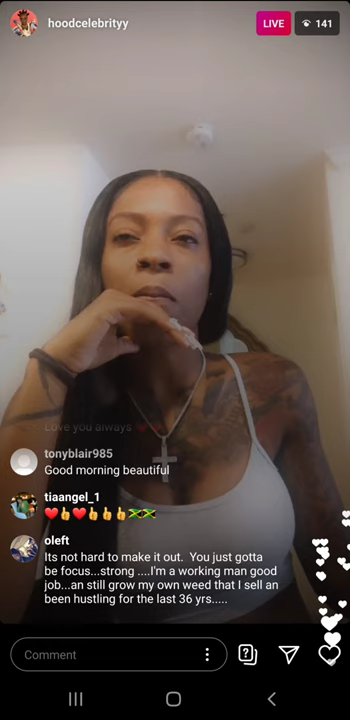 hoodcelebrityy
LIVE
141
Love you always ❤️❤️
tonyblair985
Good morning beautiful
tiaangel_1
❤️👍❤️👍👍👍🇯🇲🇯🇲
oleft
Its not hard to make it out. You just gotta
be focus...strong ....I'm a working man good
job...an still grow my own weed that I sell an
been hustling for the last 36 yrs.....
Comment